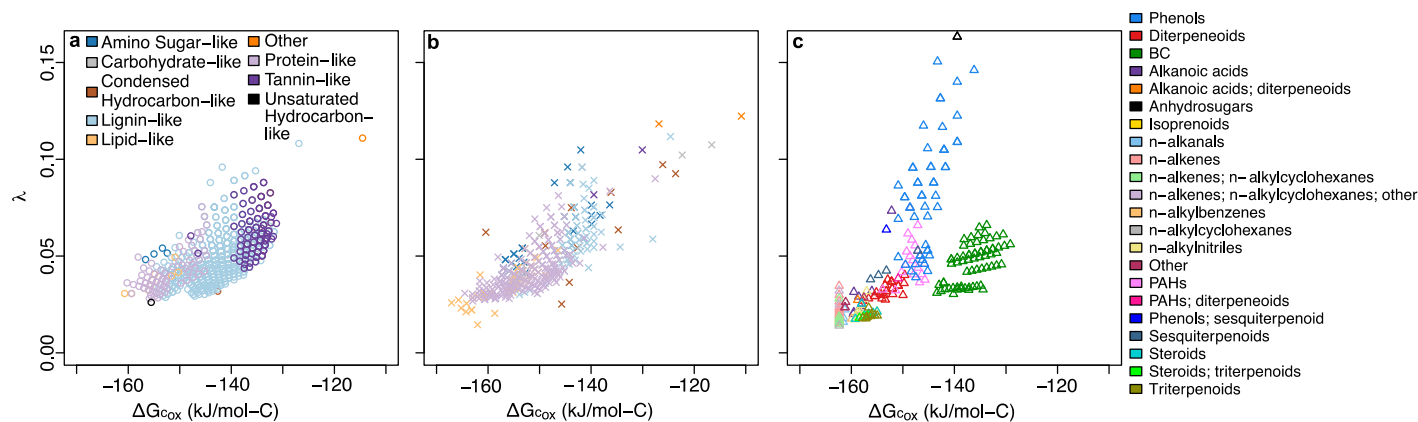 a
Amino Sugar−like
Carbohydrate−like
Condensed
Hydrocarbon−like
Lignin−like
Lipid−like
Other
Protein−like
Tannin−like
Unsaturated
Hydrocarbon−
like
λ
0.15
0.10
0.05
0.00
−160
−140
−120
ΔGcox (kJ/mol−C)
b
−160
−140
−120
ΔGcox (kJ/mol−C)
c
−160
−140
−120
ΔGcox (kJ/mol−C)
Phenols
Diterpeneoids
BC
Alkanoic acids
Alkanoic acids; diterpeneoids
Anhydrosugars
Isoprenoids
n−alkanals
n−alkenes
n−alkenes; n−alkylcyclohexanes
n−alkenes; n−alkylcyclohexanes; other
n−alkylbenzenes
n−alkylcyclohexanes
n−alkylnitriles
Other
PAHs
PAHs; diterpeneoids
Phenols; sesquiterpenoid
Sesquiterpenoids
Steroids
Steroids; triterpenoids
Triterpenoids